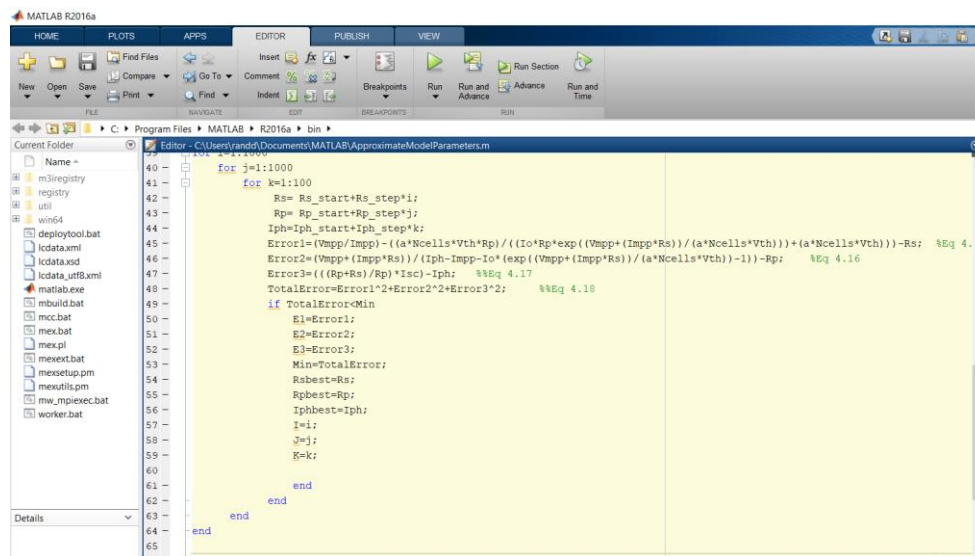 MATLAB R2016a
HOME PLOTS APPS EDITOR PUBLISH VIEW
New Open Save Find Files Compare Print Go To Find Insert fx Comment Indent Breakpoints Run Run and Advance Run Section Advance Run and Time
FILE NAVIGATE EDIT BREAKPOINTS RUN
C: Program Files MATLAB R2016a bin
Current Folder
Name
m3iregistry
registry
util
win64
deploytool.bat
lcdata.xml
lcdata.xsd
lcdata_utf8.xml
matlab.exe
mbuild.bat
mcc.bat
mex.bat
mex.pl
mexext.bat
mexsetup.pm
mexutils.pm
mw_mpiexec.bat
worker.bat
Details
Editor - C:\Users\randd\Documents\MATLAB\ApproximateModelParameters.m
39 for i=1:1000
40 for j=1:1000
41 for k=1:100
42 Rs= Rs_start+Rs_step*i;
43 Rp= Rp_start+Rp_step*j;
44 Iph=Iph_start+Iph_step*k;
45 Error1=(Vmpp/Impp)-((a*Ncells*Vth*Rp)/((Io*Rp*exp((Vmpp+(Impp*Rs))/(a*Ncells*Vth)))+(a*Ncells*Vth)))-Rs; %Eq 4.
46 Error2=(Vmpp+(Impp*Rs))/(Iph-Impp-Io*(exp((Vmpp+(Impp*Rs))/(a*Ncells*Vth))-1))-Rp; %Eq 4.16
47 Error3=(((Rp+Rs)/Rp)*Isc)-Iph; %%Eq 4.17
48 TotalError=Error1^2+Error2^2+Error3^2; %%Eq 4.18
49 if TotalError<Min
50 E1=Error1;
51 E2=Error2;
52 E3=Error3;
53 Min=TotalError;
54 Rsbest=Rs;
55 Rpbest=Rp;
56 Iphbest=Iph;
57 I=i;
58 J=j;
59 K=k;
60
61 end
62 end
63 end
64 end
65